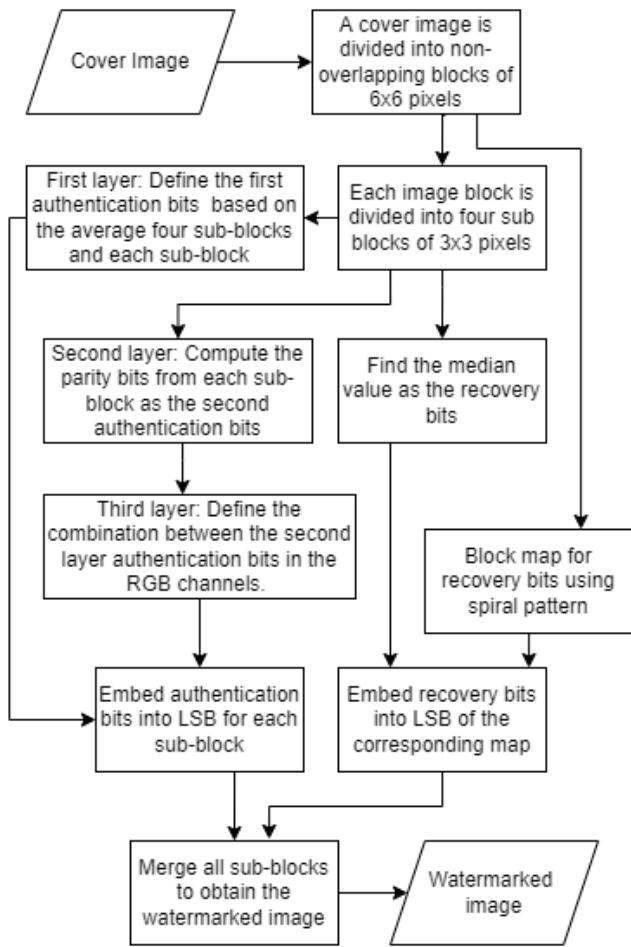 Cover Image
A cover image is
divided into non-
overlapping blocks of
6x6 pixels
First layer: Define the first
authentication bits  based on
the average four sub-blocks
and each sub-block
Each image block is
divided into four sub
blocks of 3x3 pixels
Second layer: Compute the
parity bits from each sub-
block as the second
authentication bits
Find the median
value as the recovery
bits
Third layer: Define the
combination between the second
layer authentication bits in the
RGB channels.
Block map for
recovery bits using
spiral pattern
Embed authentication
bits into LSB for each
sub-block
Embed recovery bits
into LSB of the
corresponding map
Merge all sub-blocks
to obtain the
watermarked image
Watermarked
image